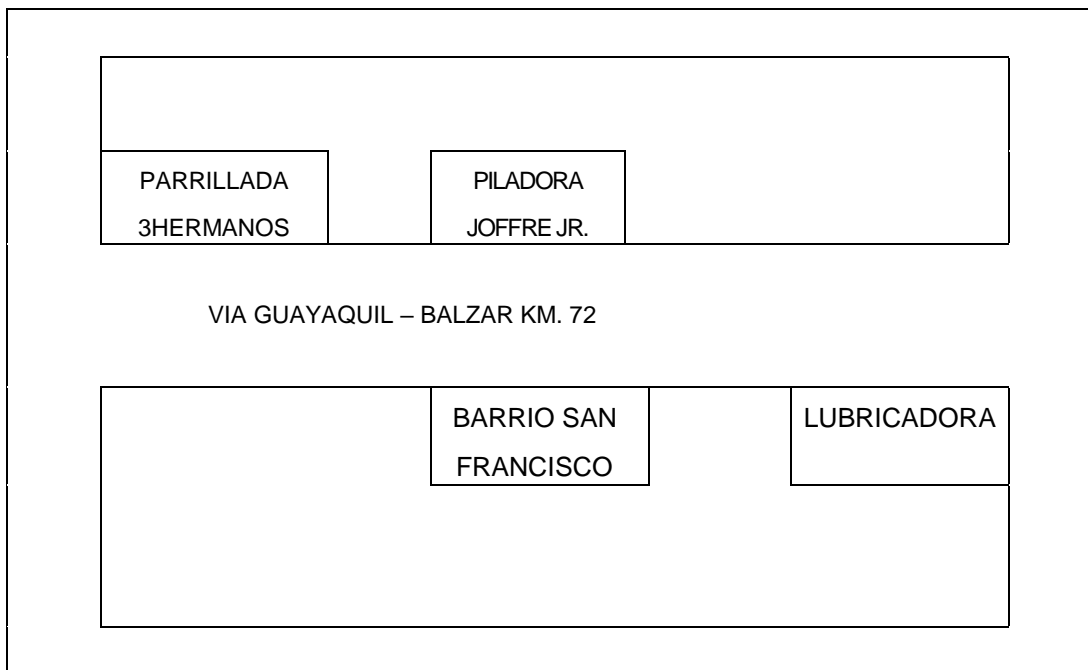 PARRILLADA
3HERMANOS
PILADORA
JOFFRE JR.
VIA GUAYAQUIL – BALZAR KM. 72
BARRIO SAN
FRANCISCO
LUBRICADORA